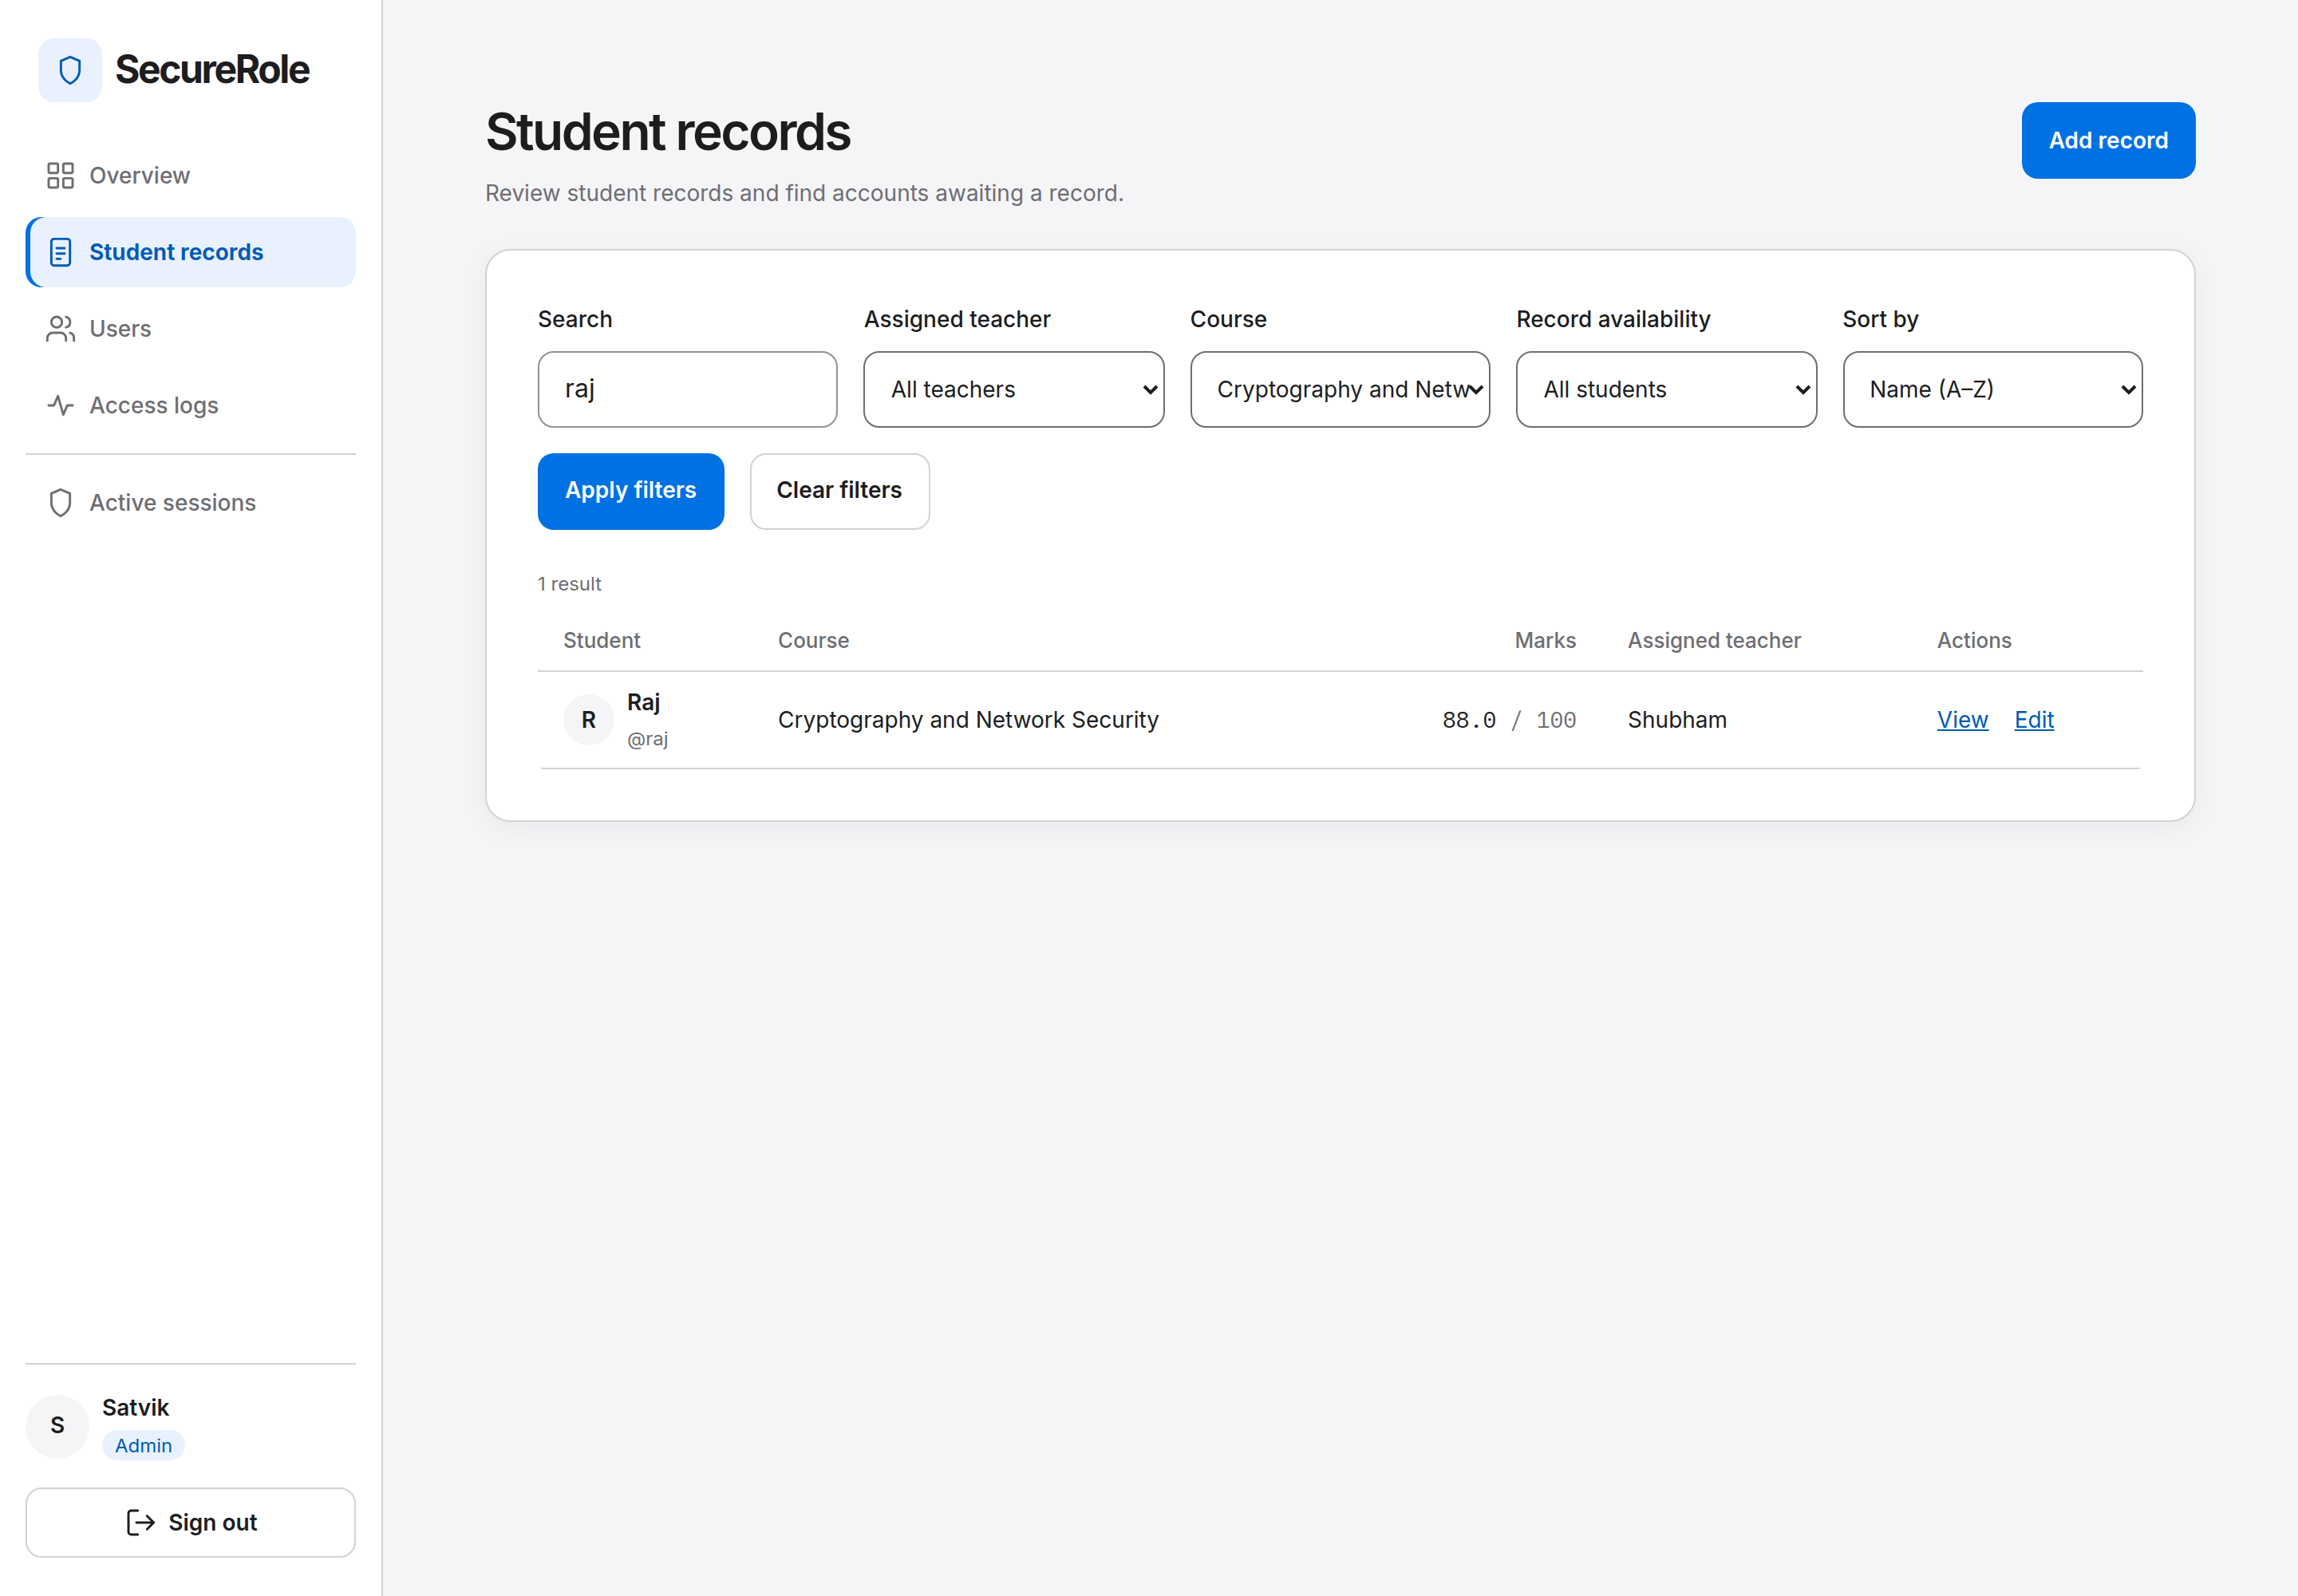 SecureRole
Overview
Student records
Users
Access logs
Active sessions
S
Satvik
Admin
Sign out
Student records
Review student records and find accounts awaiting a record.
Add record
Search Assigned teacher Course Record availability Sort by
raj All teachers Cryptography and Netw All students Name (A–Z)
Apply filters Clear filters
1 result
Student Course Marks Assigned teacher Actions
R Raj @raj Cryptography and Network Security 88.0 / 100 Shubham View Edit